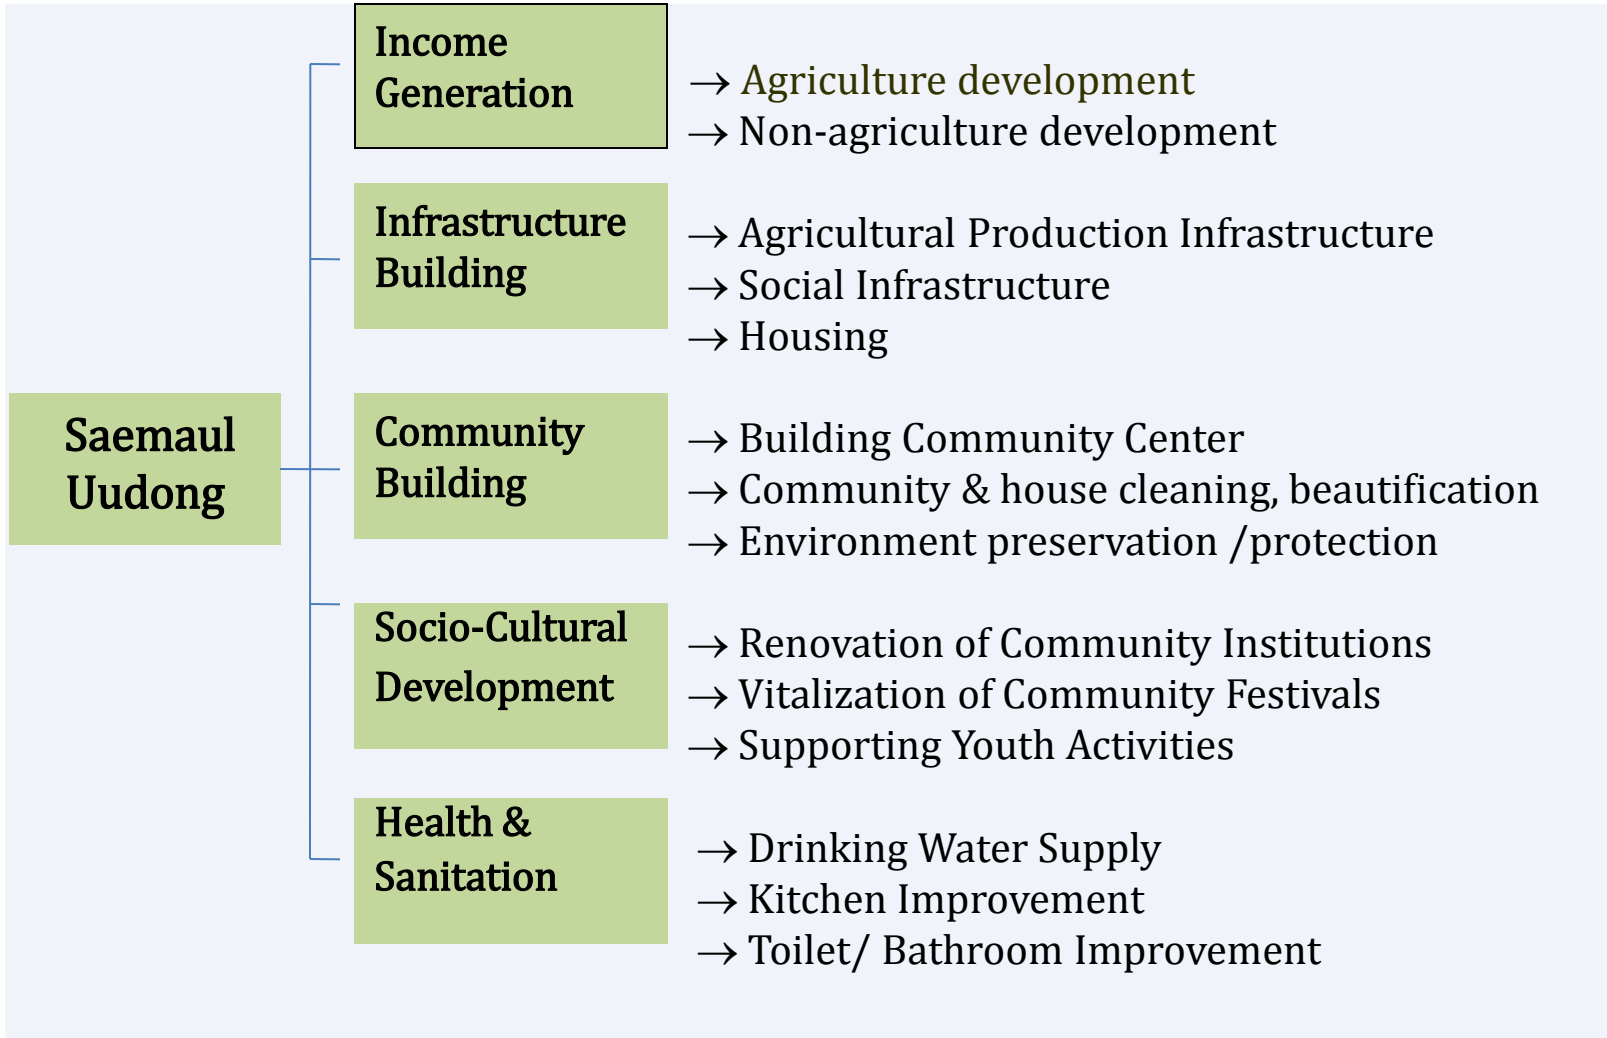 Saemaul
Uudong
Income
Generation
→ Agriculture development
→ Non-agriculture development
Infrastructure
Building
→ Agricultural Production Infrastructure
→ Social Infrastructure
→ Housing
Community
Building
→ Building Community Center
→ Community & house cleaning, beautification
→ Environment preservation /protection
Socio-Cultural
Development
→ Renovation of Community Institutions
→ Vitalization of Community Festivals
→ Supporting Youth Activities
Health &
Sanitation
→ Drinking Water Supply
→ Kitchen Improvement
→ Toilet/ Bathroom Improvement